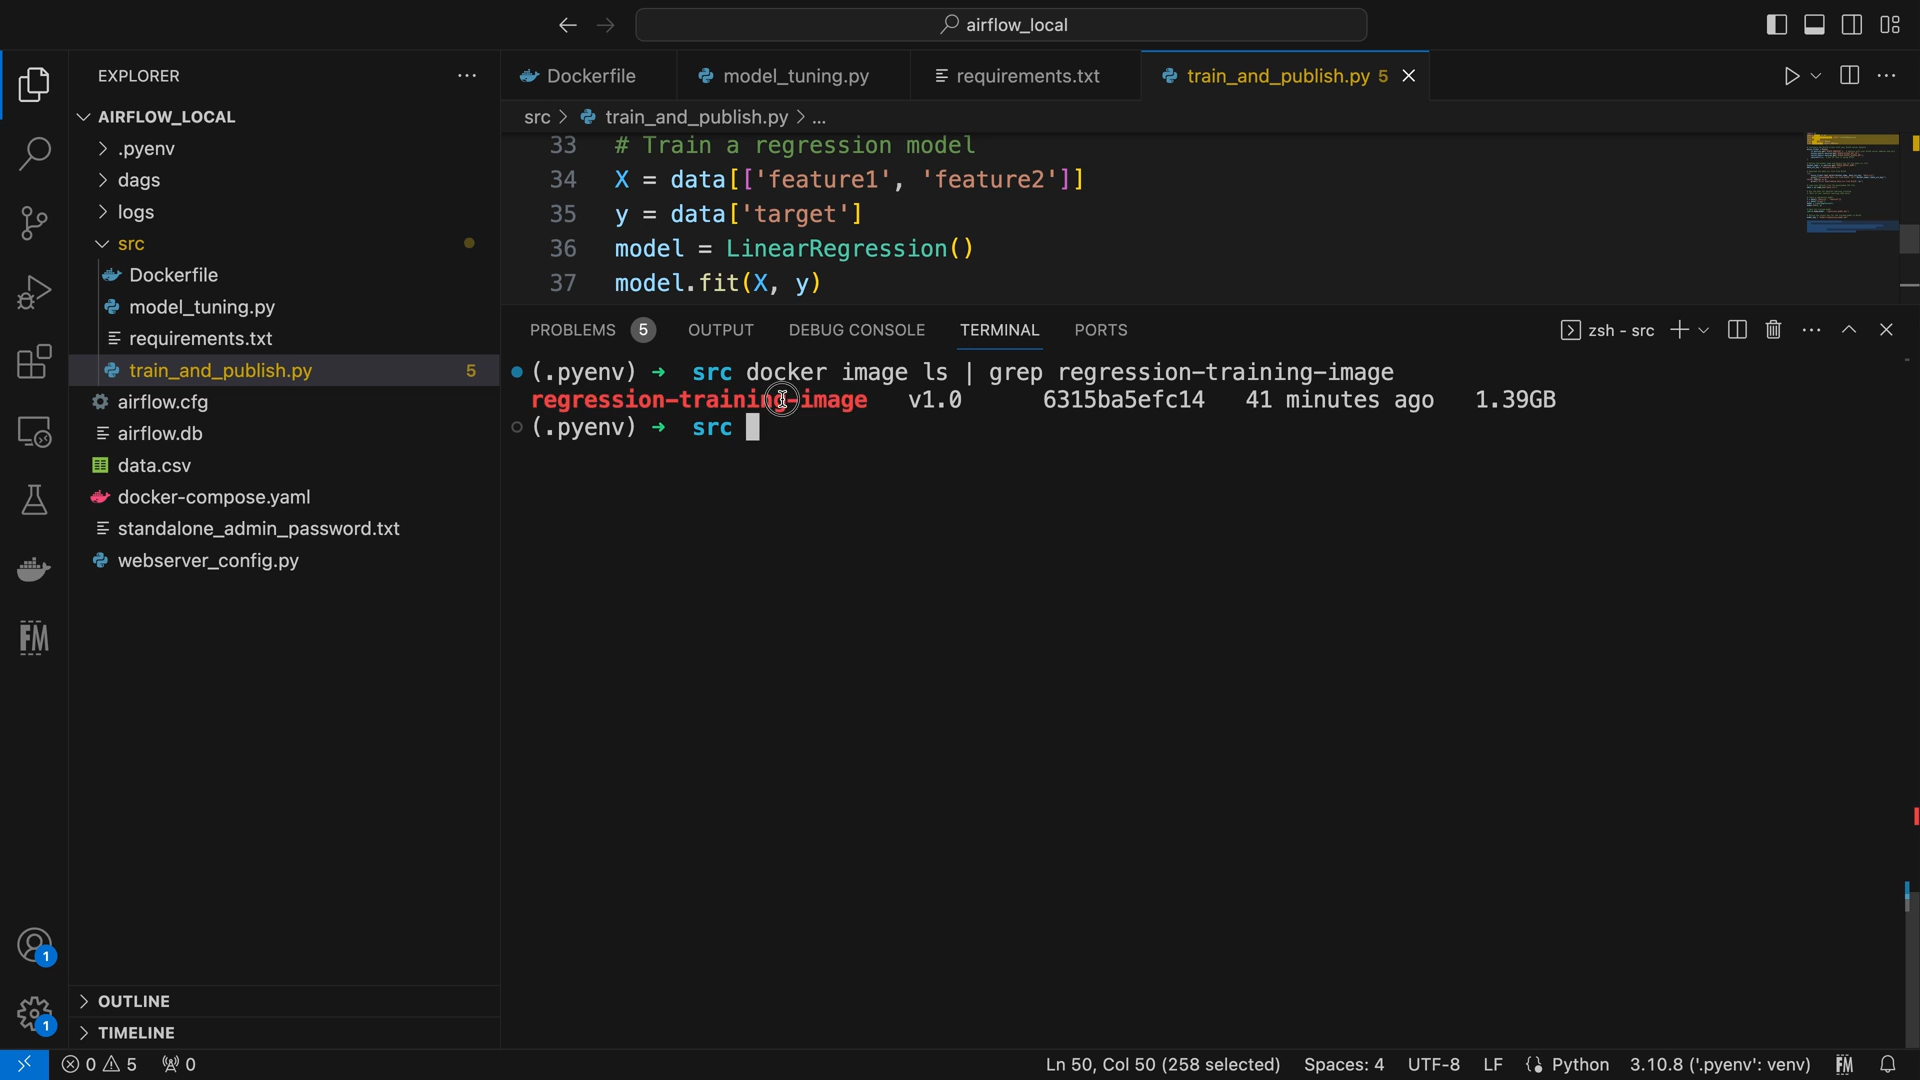 airflow_local
EXPLORER
AIRFLOW_LOCAL
.pyenv
dags
logs
src
Dockerfile
model_tuning.py
requirements.txt
train_and_publish.py 5
airflow.cfg
airflow.db
data.csv
docker-compose.yaml
standalone_admin_password.txt
webserver_config.py
OUTLINE
TIMELINE
FM
1
1
Dockerfile
model_tuning.py
requirements.txt
train_and_publish.py 5
src > train_and_publish.py > ...
33 # Train a regression model
34 X = data[['feature1', 'feature2']]
35 y = data['target']
36 model = LinearRegression()
37 model.fit(X, y)
PROBLEMS 5 OUTPUT DEBUG CONSOLE TERMINAL PORTS
zsh - src
(.pyenv) → src docker image ls | grep regression-training-image
regression-training-image v1.0 6315ba5efc14 41 minutes ago 1.39GB
(.pyenv) → src
0 5 0
Ln 50, Col 50 (258 selected) Spaces: 4 UTF-8 LF Python 3.10.8 ('.pyenv': venv) FM